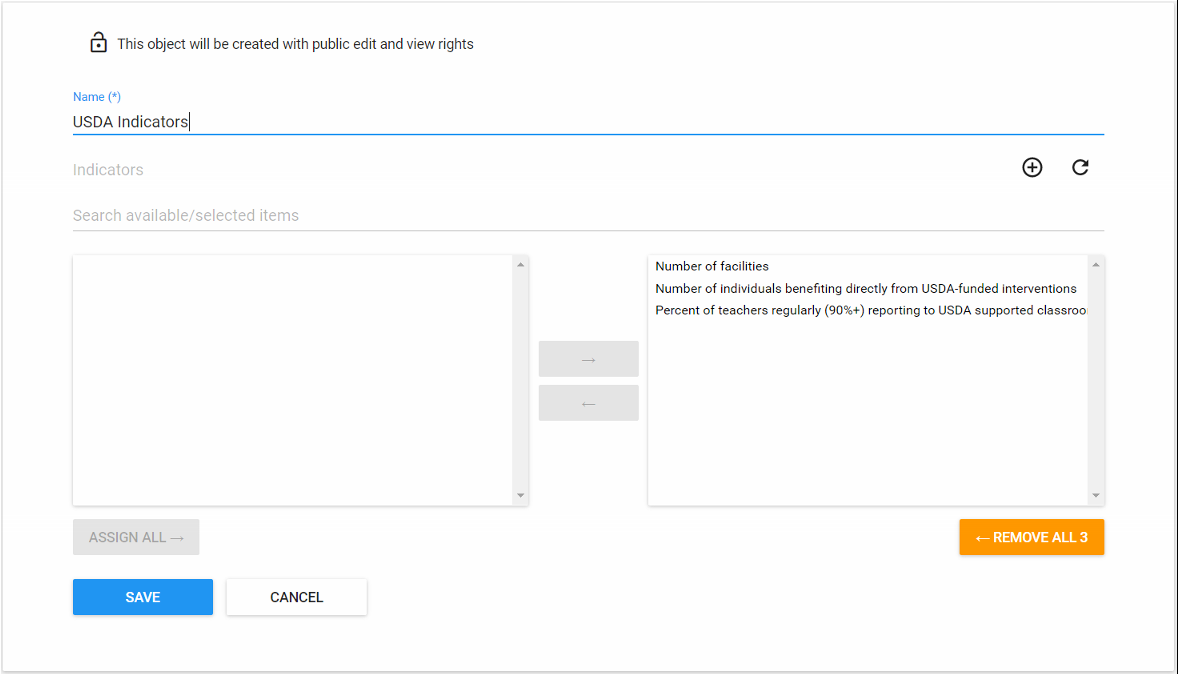 This object will be created with public edit and view rights
Name (*)
USDA Indicators
Indicators
Search available/selected items
Number of facilities
Number of individuals benefiting directly from USDA-funded interventions
Percent of teachers regularly (90%+) reporting to USDA supported classroo
→
←
ASSIGN ALL →
← REMOVE ALL 3
SAVE
CANCEL